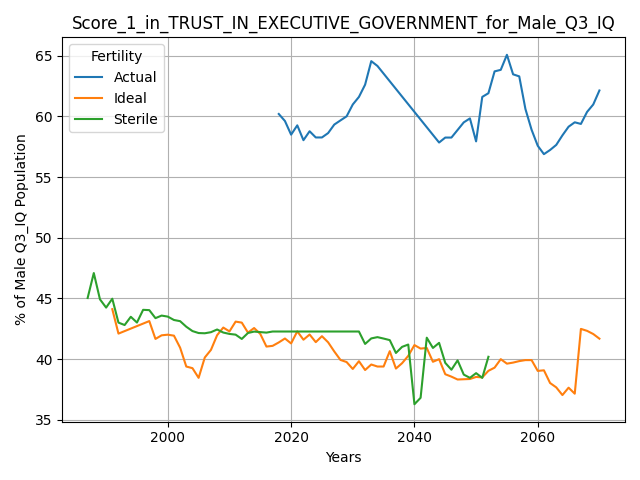 Score_1_in_TRUST_IN_EXECUTIVE_GOVERNMENT_for_Male_Q3_IQ
Fertility
Actual
Ideal
Sterile
% of Male Q3_IQ Population
65
60
55
50
45
40
35
2000
2020
2040
2060
Years